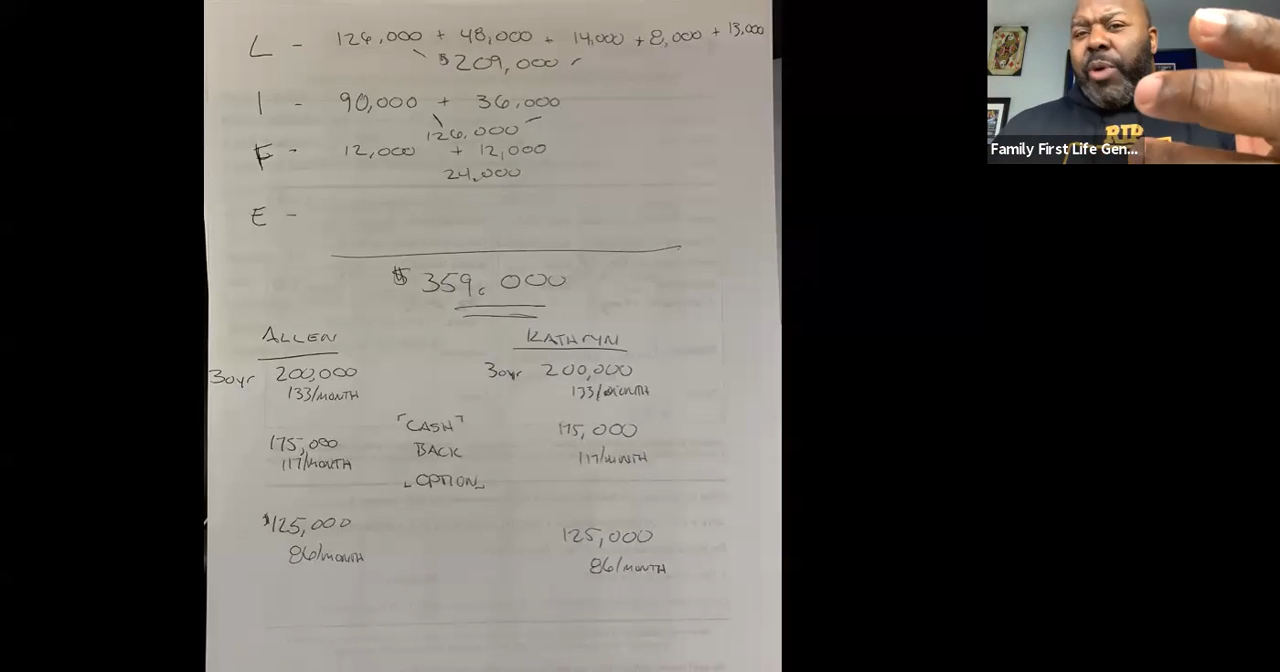 L - 126,000 + 48,000 + 14,000 + 8,000 + 13,000
$209,000
I - 90,000 + 36,000
126,000
F - 12,000 + 12,000
24,000
E -
$359,000
ALLEN KATHRYN
30yr 200,000 30yr 200,000
133/MONTH 133/MONTH
"CASH"
175,000 175,000
BACK
117/MONTH 117/MONTH
OPTION
$125,000 125,000
86/MONTH 86/MONTH
RIP
Family First Life Gen...